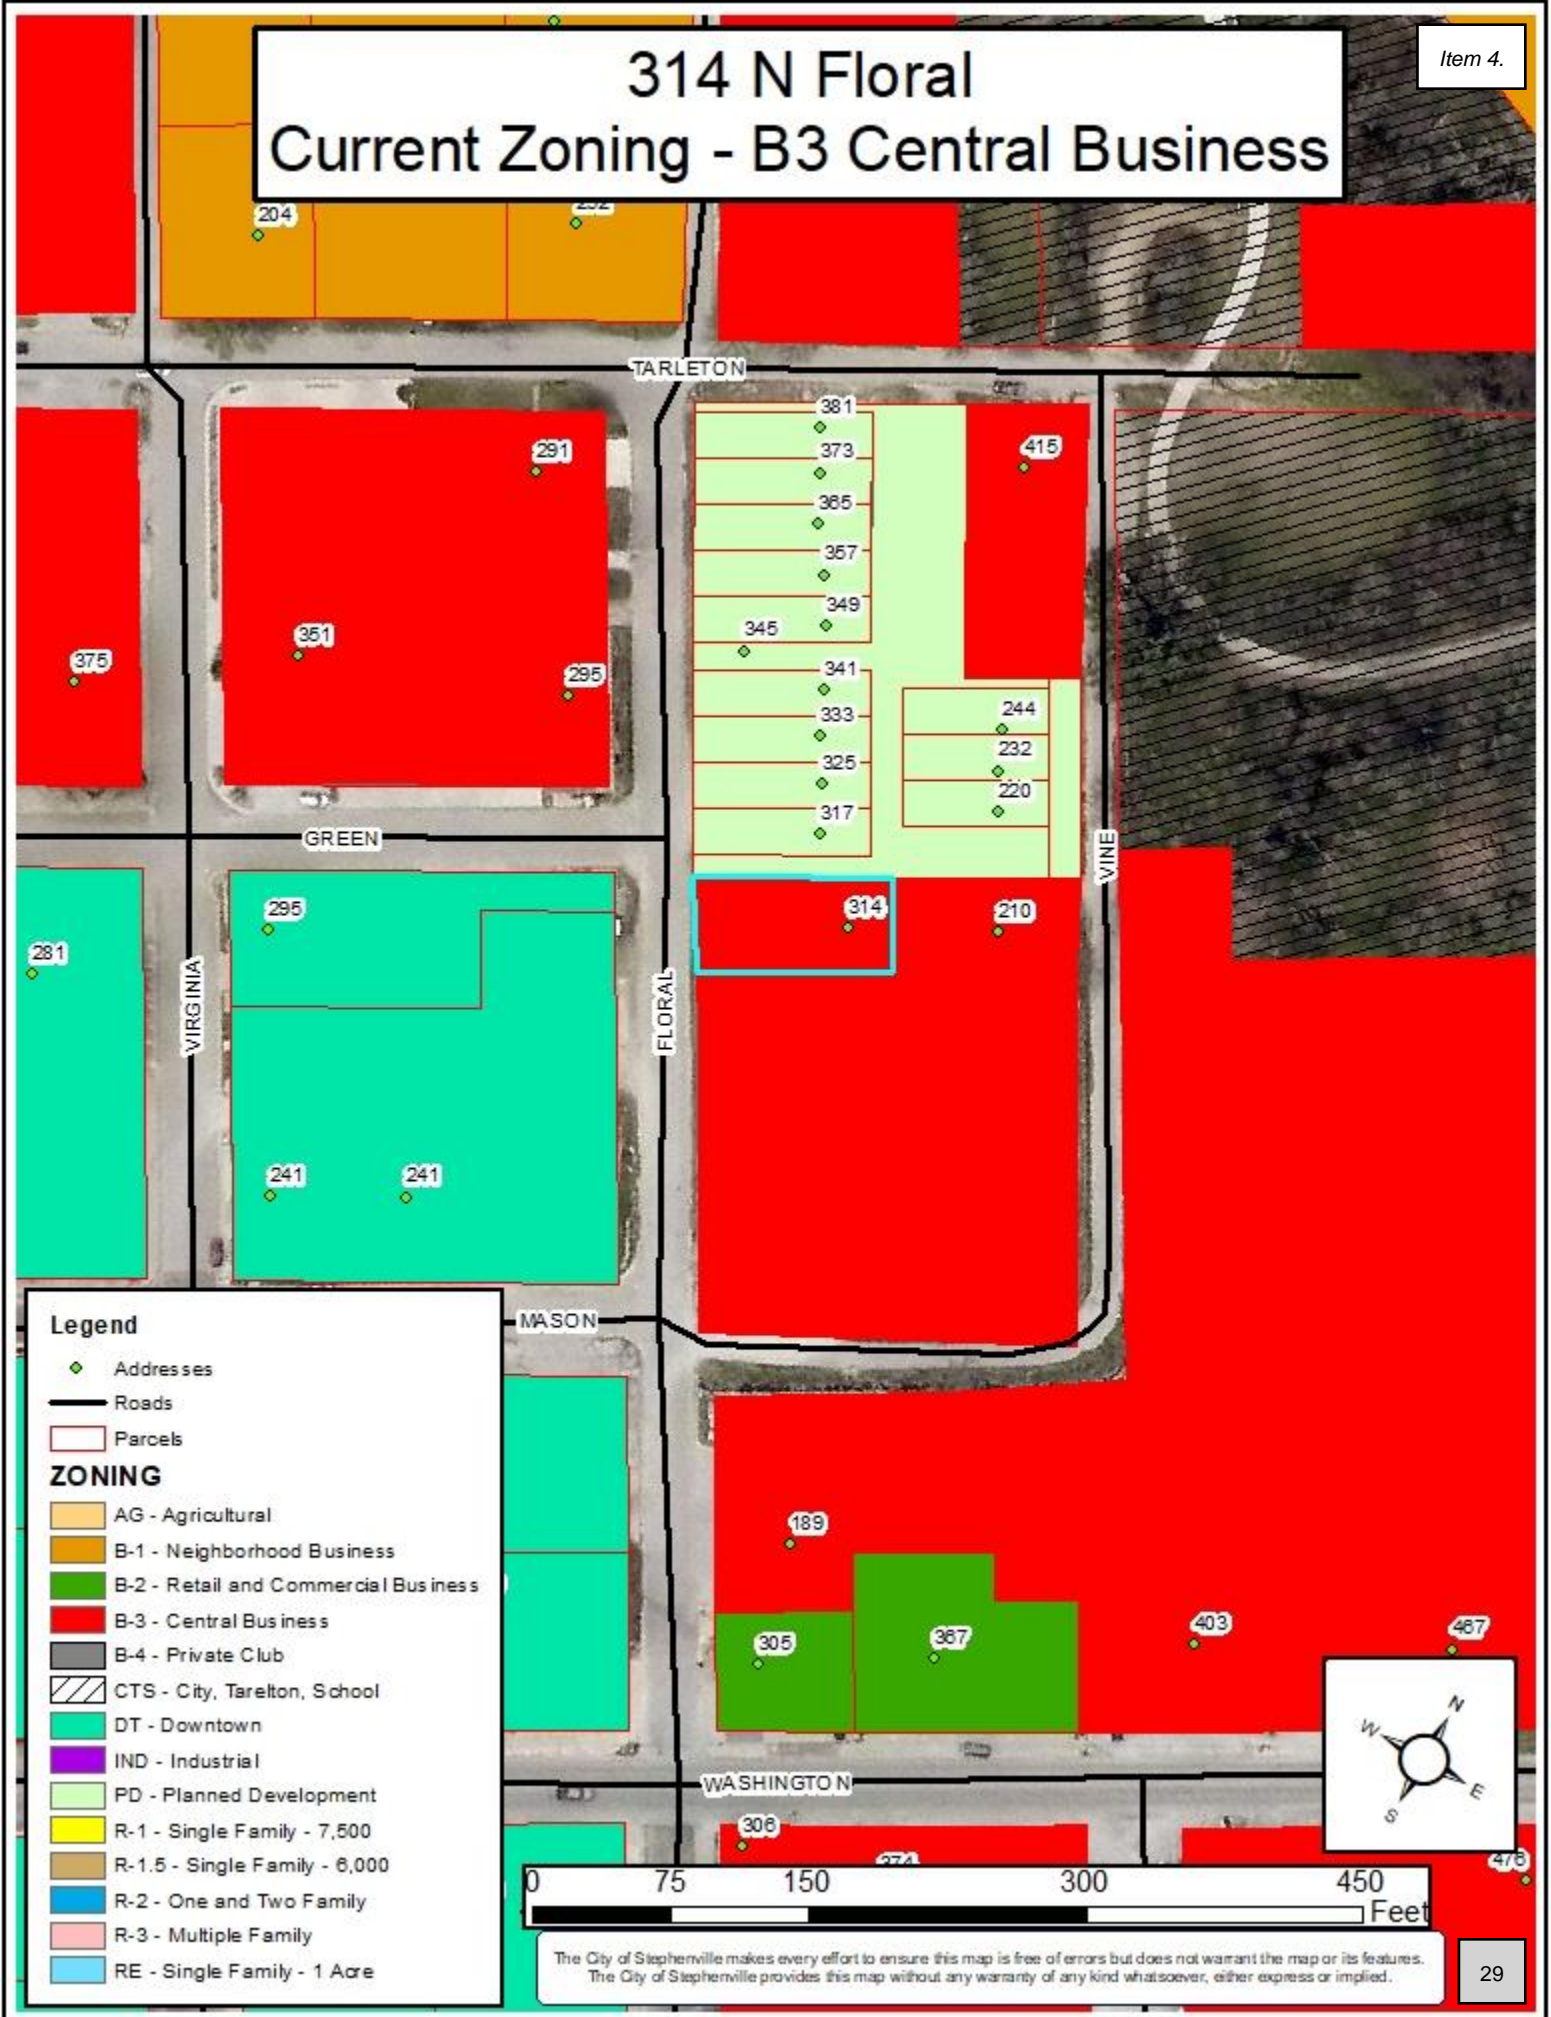 314 N Floral
Current Zoning - B3 Central Business
Item 4.
204
232
TARLETON
381
373
365
357
349
345
341
333
325
317
415
291
351
295
375
244
232
220
GREEN
VINE
314
210
295
281
VIRGINIA
FLORAL
241
241
MASON
189
305
367
403
467
WASHINGTON
306
374
476
Legend
Addresses
Roads
Parcels
ZONING
AG - Agricultural
B-1 - Neighborhood Business
B-2 - Retail and Commercial Business
B-3 - Central Business
B-4 - Private Club
CTS - City, Tarelton, School
DT - Downtown
IND - Industrial
PD - Planned Development
R-1 - Single Family - 7,500
R-1.5 - Single Family - 6,000
R-2 - One and Two Family
R-3 - Multiple Family
RE - Single Family - 1 Acre
N
W
E
S
0 75 150 300 450
Feet
The City of Stephenville makes every effort to ensure this map is free of errors but does not warrant the map or its features.
The City of Stephenville provides this map without any warranty of any kind whatsoever, either express or implied.
29